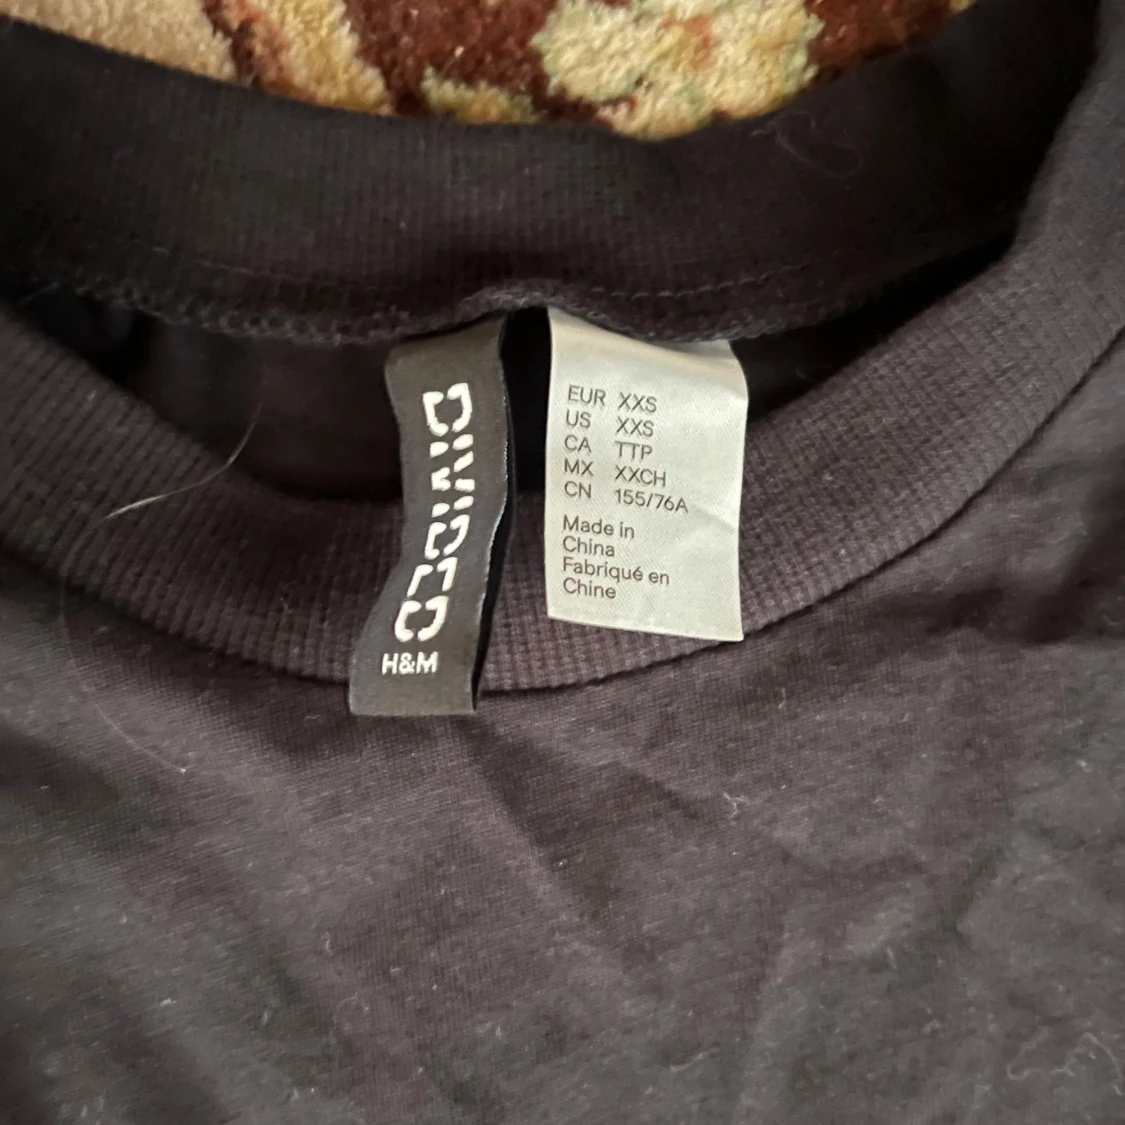 DIVIDED
H&M
EUR XXS
US XXS
CA TTP
MX XXCH
CN 155/76A
Made in
China
Fabriqué en
Chine